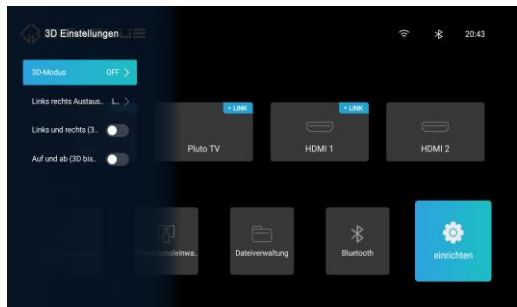 3D Einstellungen
20:43
3D-Modus OFF >
Links rechts Austaus.. L.. >
Links und rechts (3..
Auf und ab (3D bis..
+ LINK
+ LINK
Pluto TV
HDMI 1
HDMI 2
Dateiverwaltung
Bluetooth
einrichten